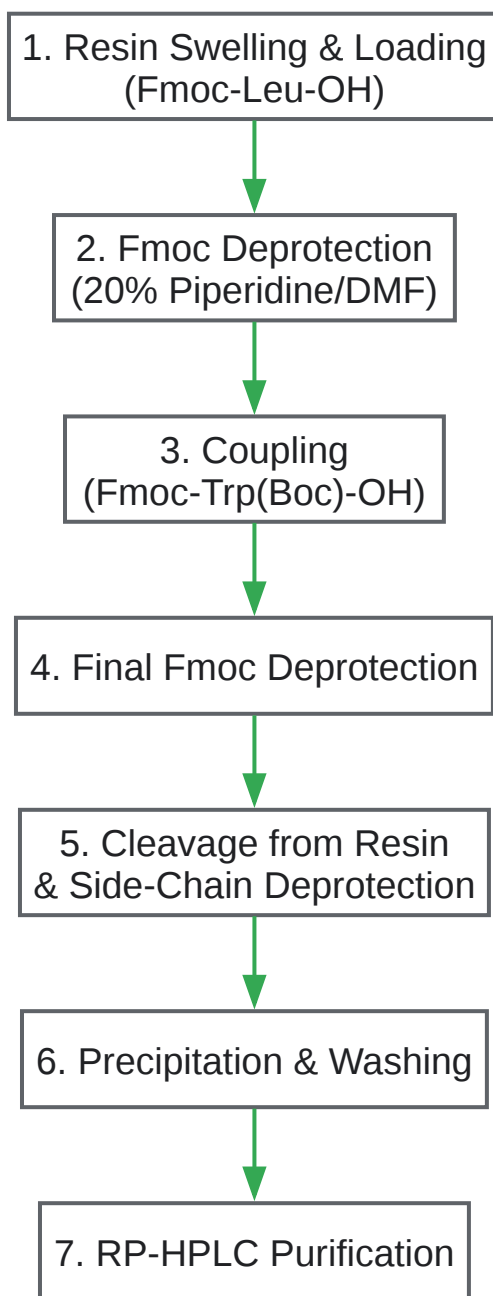 1. Resin Swelling & Loading
(Fmoc-Leu-OH)
2. Fmoc Deprotection
(20% Piperidine/DMF)
3. Coupling
(Fmoc-Trp(Boc)-OH)
4. Final Fmoc Deprotection
5. Cleavage from Resin
& Side-Chain Deprotection
6. Precipitation & Washing
7. RP-HPLC Purification